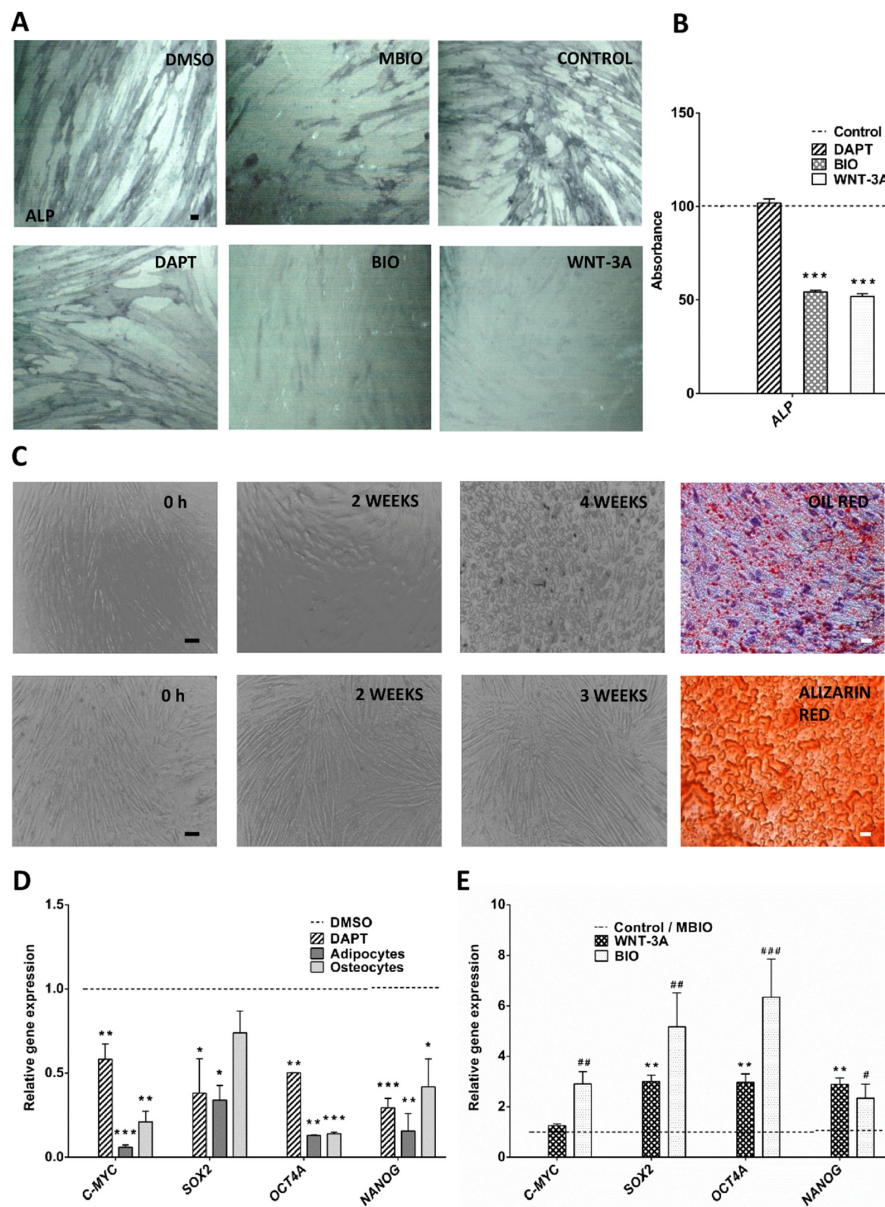 A
DMSO
ALP
MBIO
CONTROL
DAPT
BIO
WNT-3A
B
150
100
50
0
Absorbance
Control
DAPT
BIO
WNT-3A
***
***
ALP
C
0 h
2 WEEKS
4 WEEKS
OIL RED
0 h
2 WEEKS
3 WEEKS
ALIZARIN
RED
D
1.5
1.0
0.5
0.0
Relative gene expression
DMSO
DAPT
Adipocytes
Osteocytes
**
***
**
*
*
**
**
***
***
**
*
C-MYC
SOX2
OCT4A
NANOG
E
10
8
6
4
2
0
Relative gene expression
Control / MBIO
WNT-3A
BIO
##
**
##
**
###
**
#
C-MYC
SOX2
OCT4A
NANOG